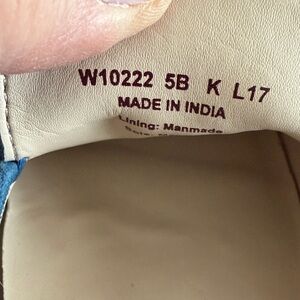 W10222 5B K L17
MADE IN INDIA
Lining: Manmade